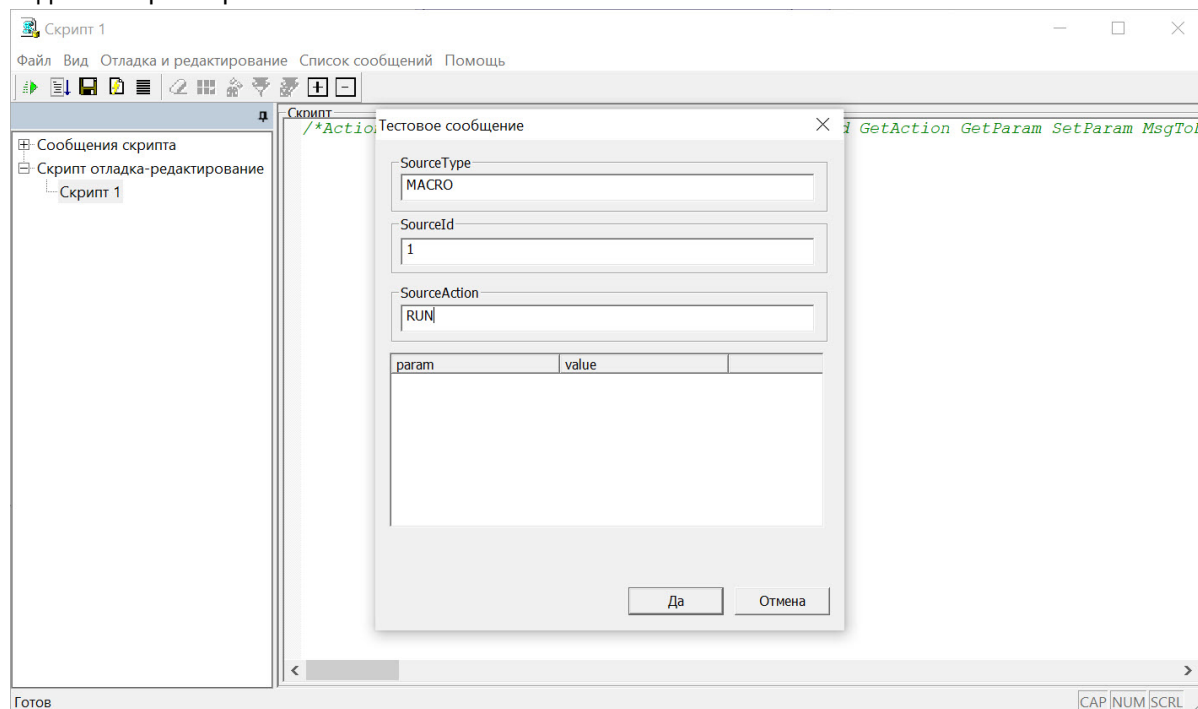 Скрипт 1
Файл Вид Отладка и редактирование Список сообщений Помощь
Скрипт
/*Actio
GetAction GetParam SetParam
Сообщения скрипта
Скрипт отладка-редактирование
Скрипт 1
Тестовое сообщение
SourceType
MACRO
SourceId
1
SourceAction
RUN
param value
Да Отмена
Готов
CAP NUM SCRL